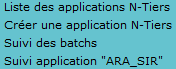 Liste des applications N-Tiers
Créer une application N-Tiers
Suivi des batchs
Suivi application "ARA_SIR"